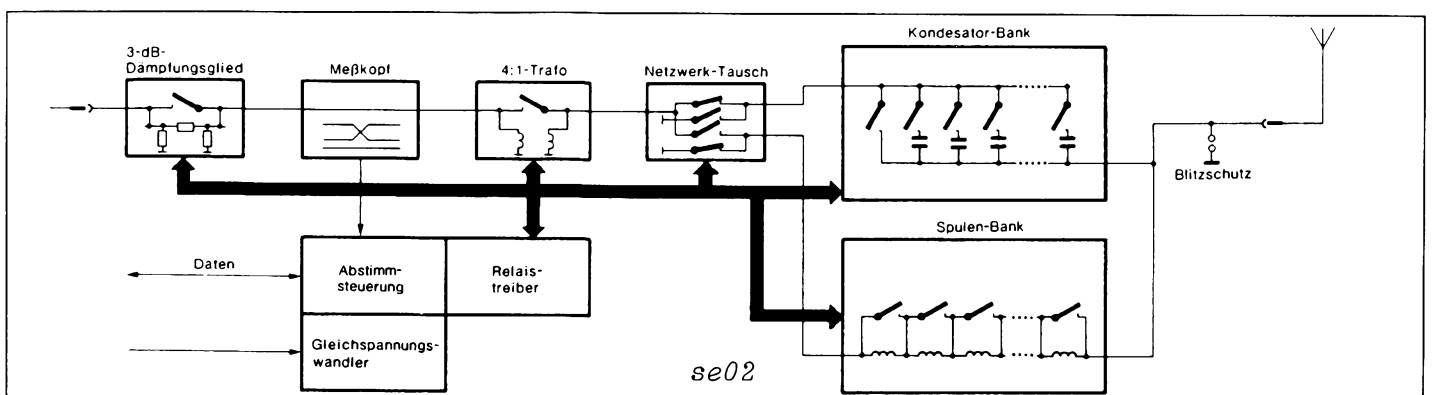 3-dB-
Dämpfungsglied
Meßkopf
4:1-Trafo
Netzwerk-Tausch
Kondesator-Bank
Blitzschutz
Spulen-Bank
Daten
Abstimm-
steuerung
Relais-
treiber
Gleichspannungs-
wandler
se02